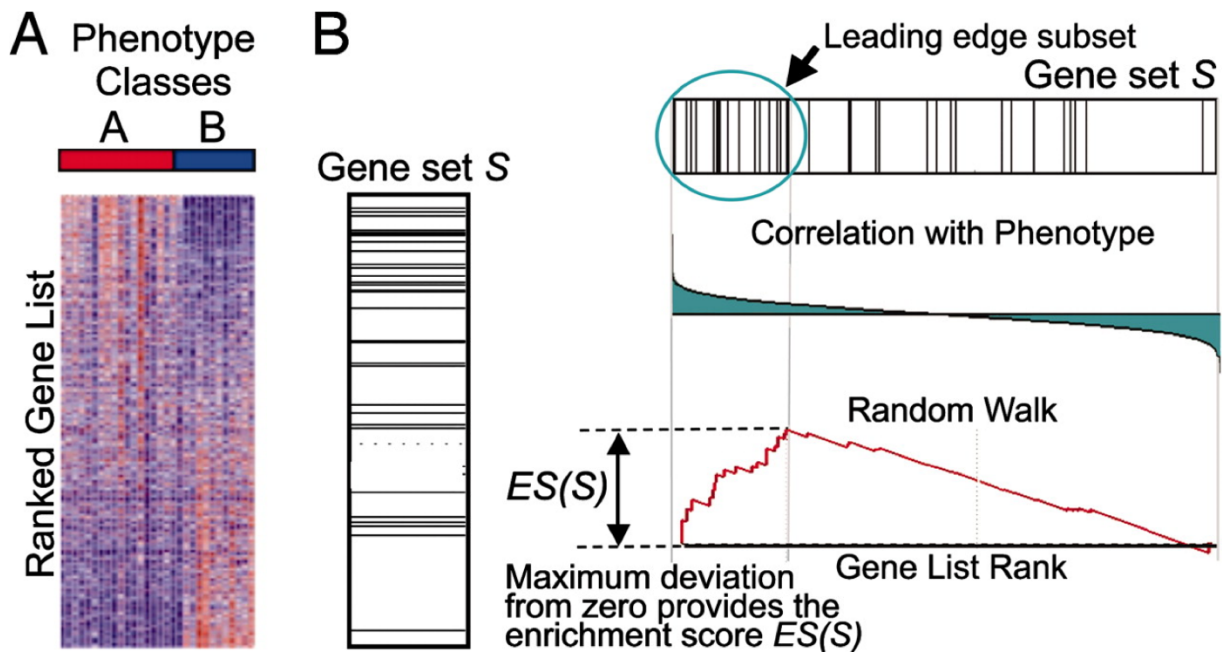 A
Phenotype
Classes
A B
Ranked Gene List
B
Gene set S
Leading edge subset
Gene set S
Correlation with Phenotype
Random Walk
ES(S)
Gene List Rank
Maximum deviation
from zero provides the
enrichment score ES(S)